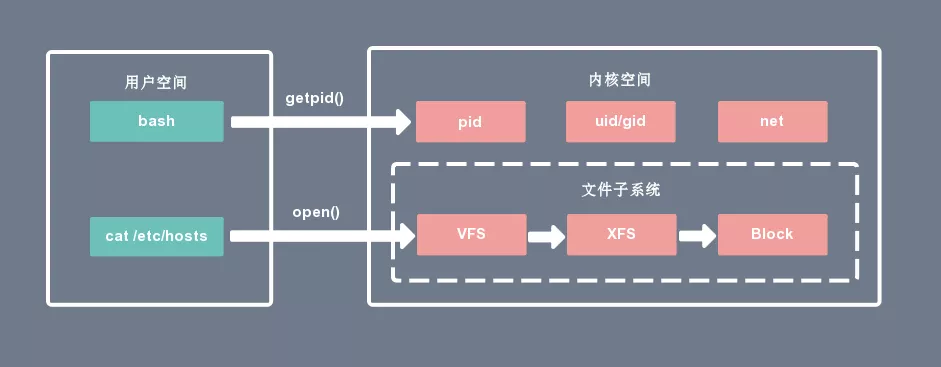 用户空间
bash
cat /etc/hosts
getpid()
open()
内核空间
pid
uid/gid
net
文件子系统
VFS
XFS
Block